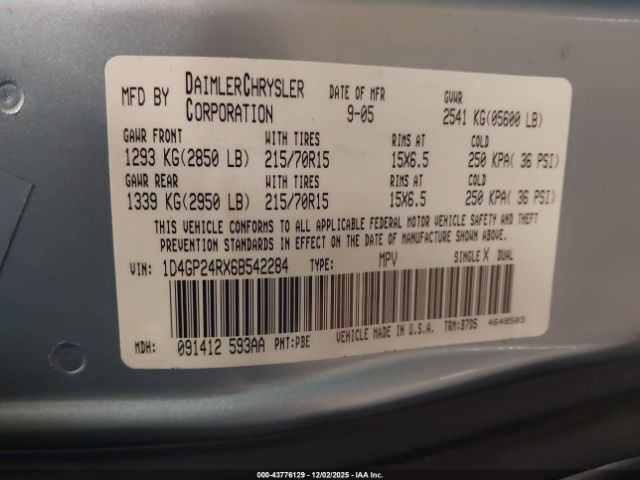 MFD BY DAIMLERCHRYSLER CORPORATION DATE OF MFR 9-05 GVWR 2541 KG(05600 LB)
GAWR FRONT WITH TIRES RIMS AT COLD
1293 KG(2850 LB) 215/70R15 15X6.5 250 KPA( 36 PSI)
GAWR REAR WITH TIRES RIMS AT COLD
1339 KG(2950 LB) 215/70R15 15X6.5 250 KPA( 36 PSI)
THIS VEHICLE CONFORMS TO ALL APPLICABLE FEDERAL MOTOR VEHICLE SAFETY AND THEFT
PREVENTION STANDARDS IN EFFECT ON THE DATE OF MANUFACTURE SHOWN ABOVE.
VIN: 1D4GP24RX6B542284 TYPE: MPV SINGLE X DUAL
MDH: 091412 593AA PNT:PBE VEHICLE MADE IN U.S.A. TRM:B7D5 4648503
000-43776129 - 12/02/2025 - IAA Inc.